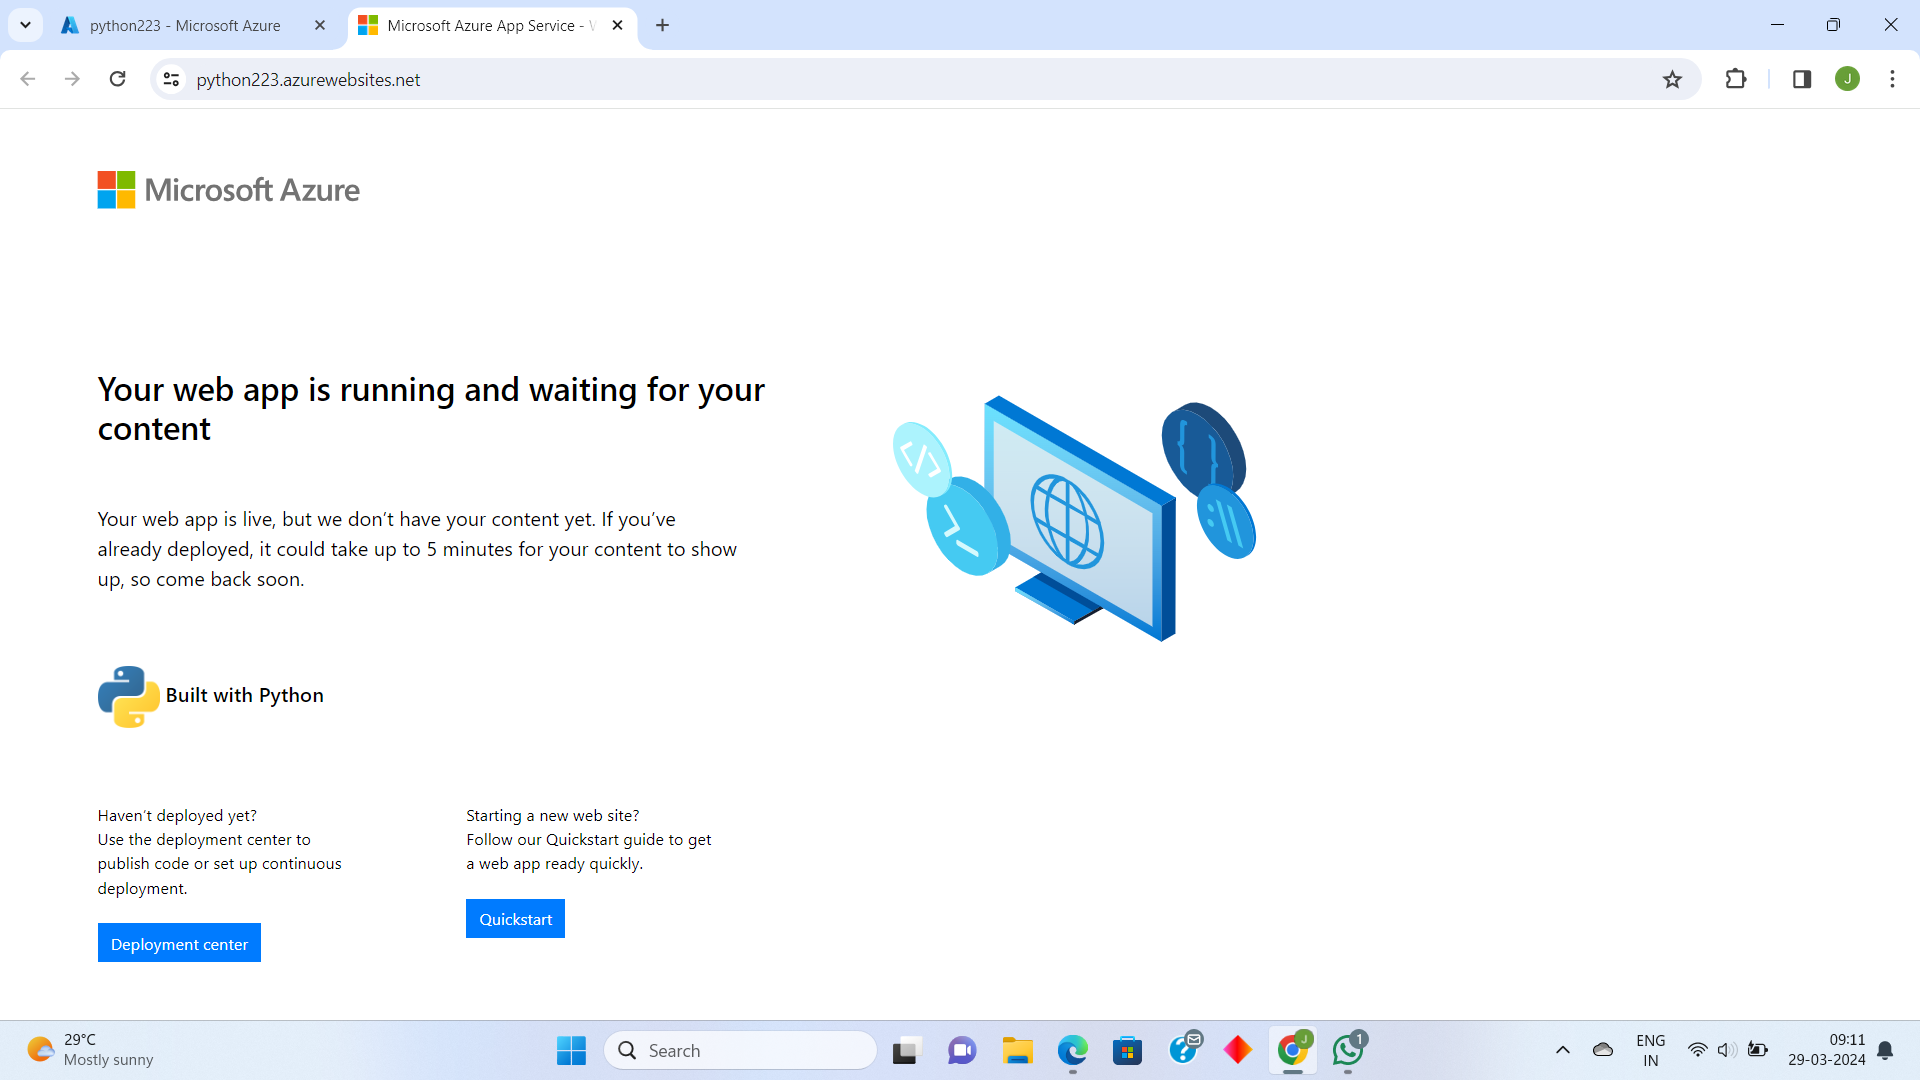 python223 - Microsoft Azure
Microsoft Azure App Service -
python223.azurewebsites.net
J
Microsoft Azure
Your web app is running and waiting for your
content
Your web app is live, but we don't have your content yet. If you've
already deployed, it could take up to 5 minutes for your content to show
up, so come back soon.
Built with Python
Haven't deployed yet?
Use the deployment center to
publish code or set up continuous
deployment.
Deployment center
Starting a new web site?
Follow our Quickstart guide to get
a web app ready quickly.
Quickstart
29°C
Mostly sunny
Search
J
1
ENG
IN
09:11
29-03-2024